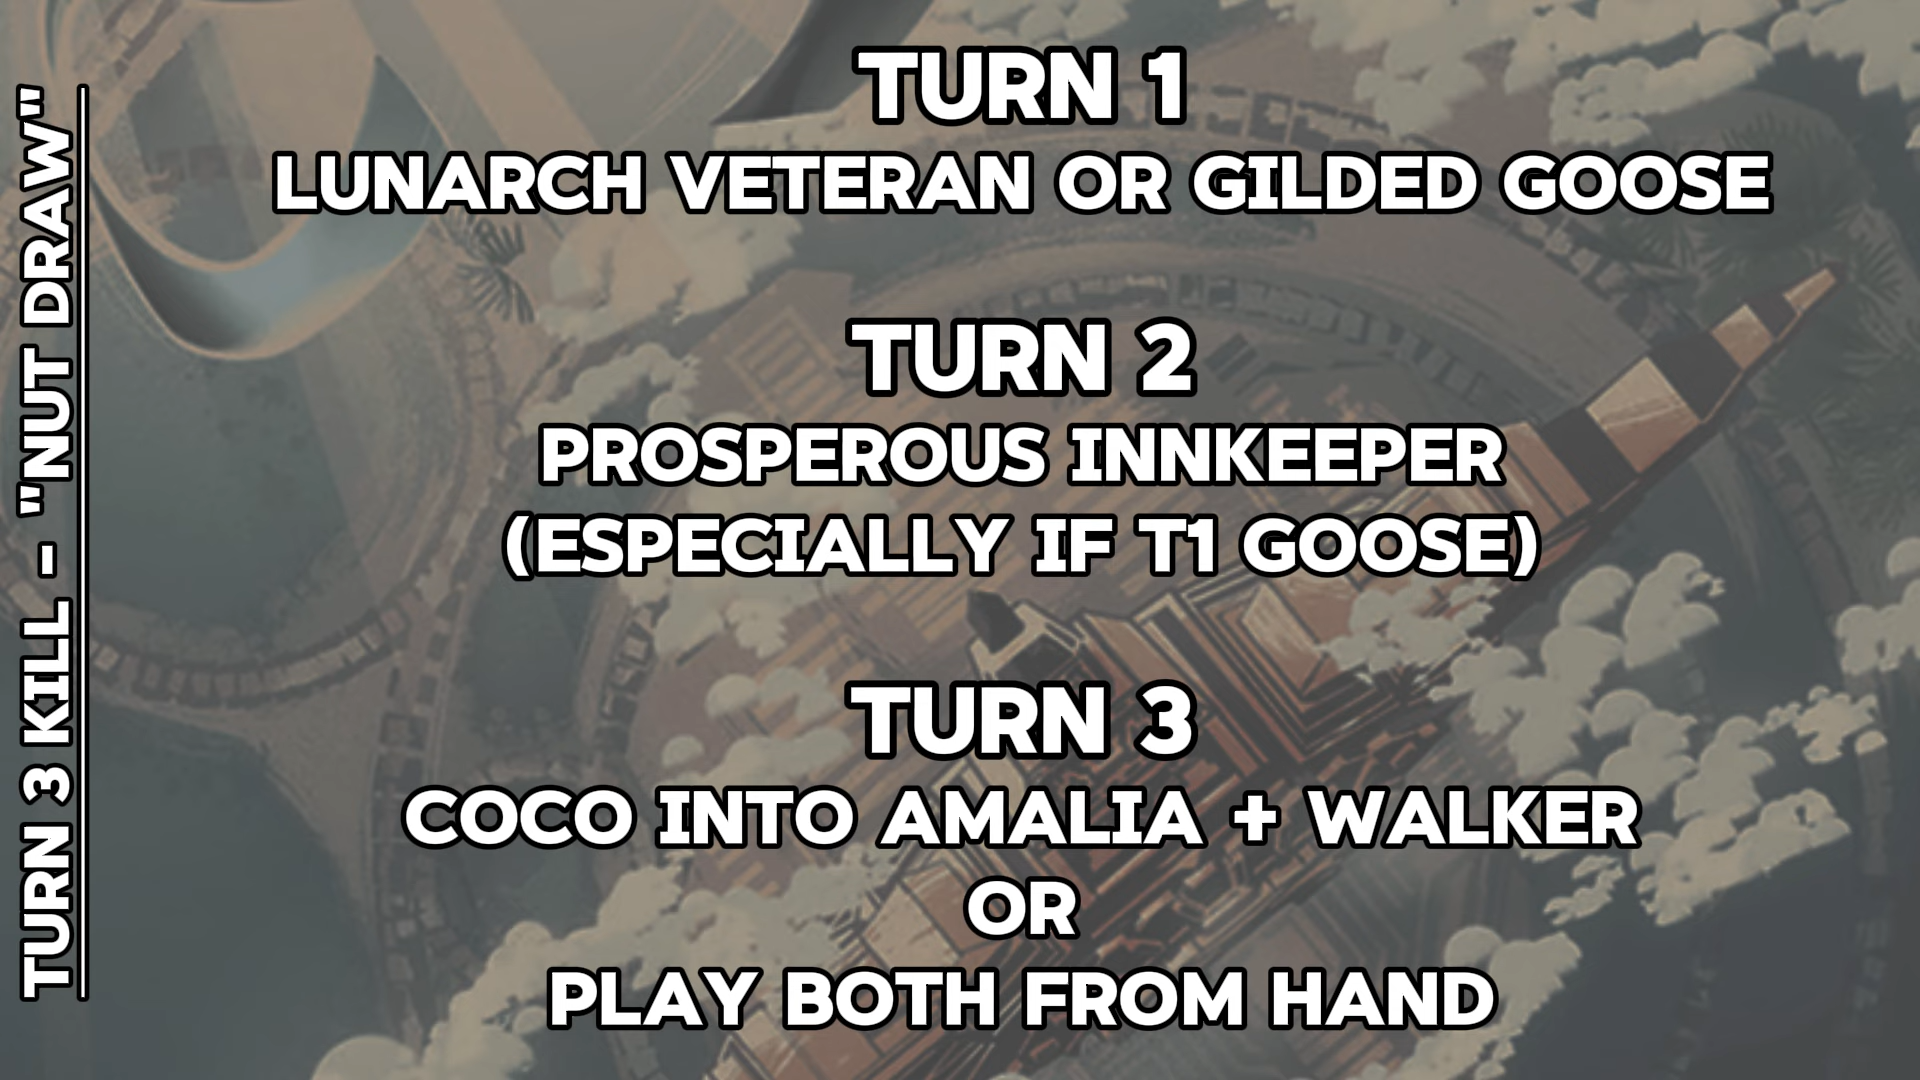 TURN 3 KILL - "NUT DRAW"
TURN 1
LUNARCH VETERAN OR GILDED GOOSE
TURN 2
PROSPEROUS INNKEEPER
(ESPECIALLY IF T1 GOOSE)
TURN 3
COCO INTO AMALIA + WALKER
OR
PLAY BOTH FROM HAND